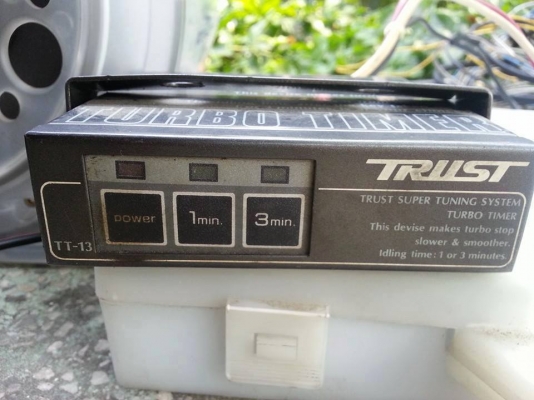 TURBO TIMER
TRUST
TRUST SUPER TUNING SYSTEM
TURBO TIMER
This devise makes turbo stop
slower & smoother.
Idling time: 1 or 3 minutes.
power
1min.
3min.
TT-13